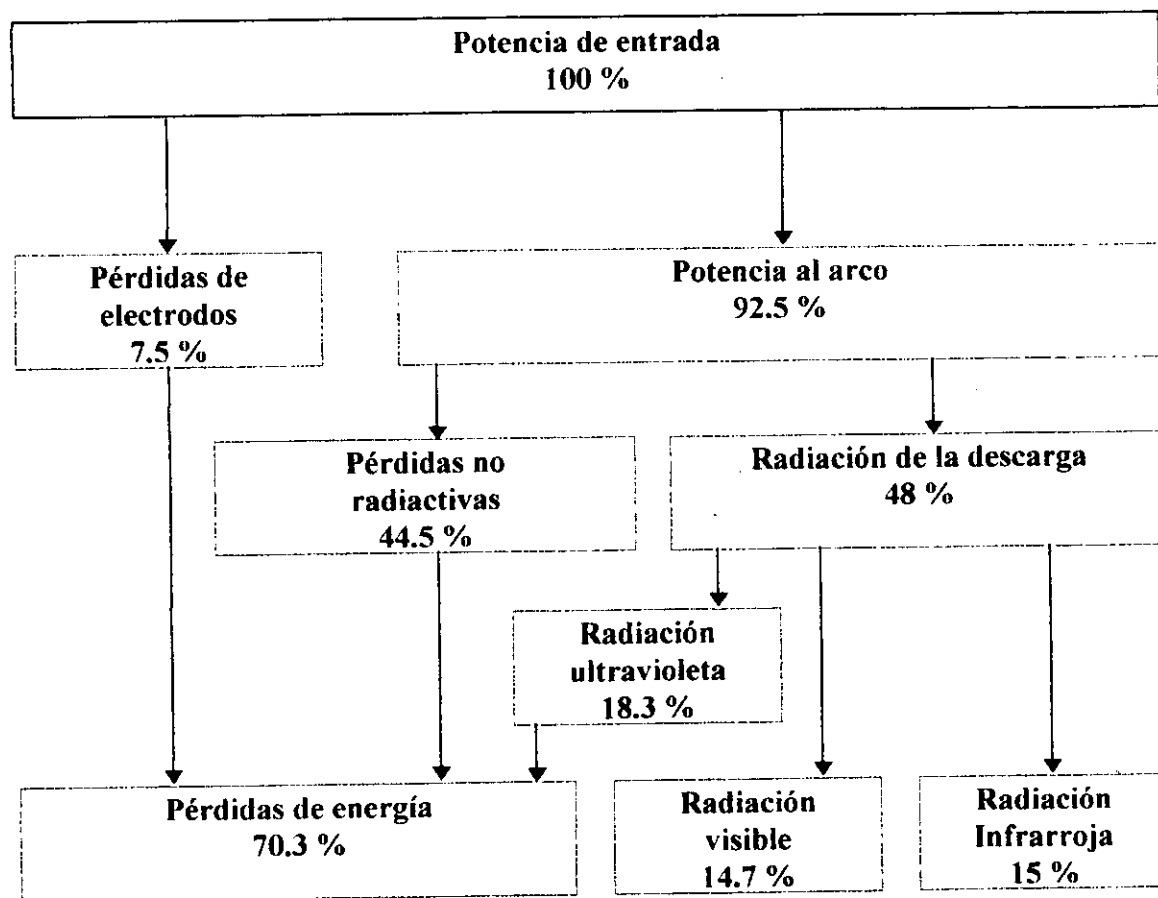 Potencia de entrada
100 %
Pérdidas de
electrodos
7.5 %
Potencia al arco
92.5 %
Pérdidas no
radiactivas
44.5 %
Radiación de la descarga
48 %
Radiación
ultravioleta
18.3 %
Pérdidas de energía
70.3 %
Radiación
visible
14.7 %
Radiación
Infrarroja
15 %